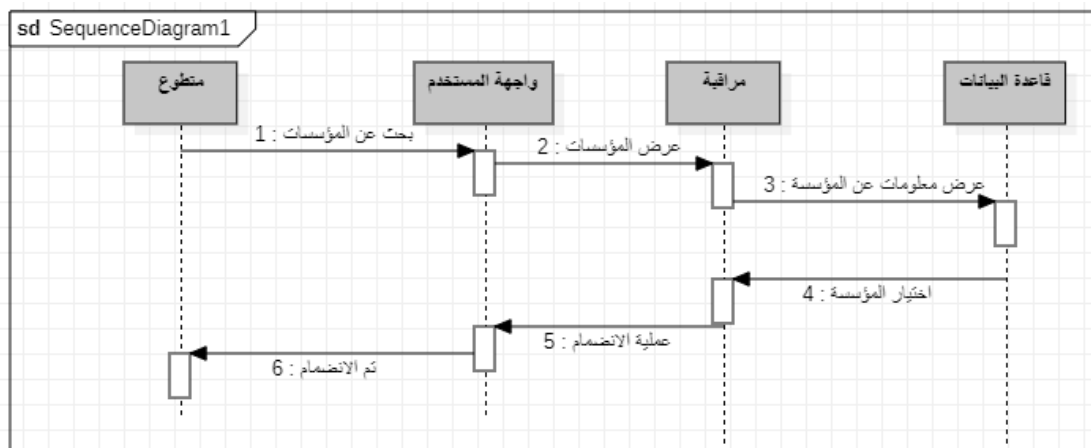 sd SequenceDiagram1
متطوع
واجهة المستخدم
مراقبة
قاعدة البيانات
1 : بحث عن المؤسسات
2 : عرض المؤسسات
3 : عرض معلومات عن المؤسسة
4 : اختيار المؤسسة
5 : عملية الانضمام
6 : تم الانضمام